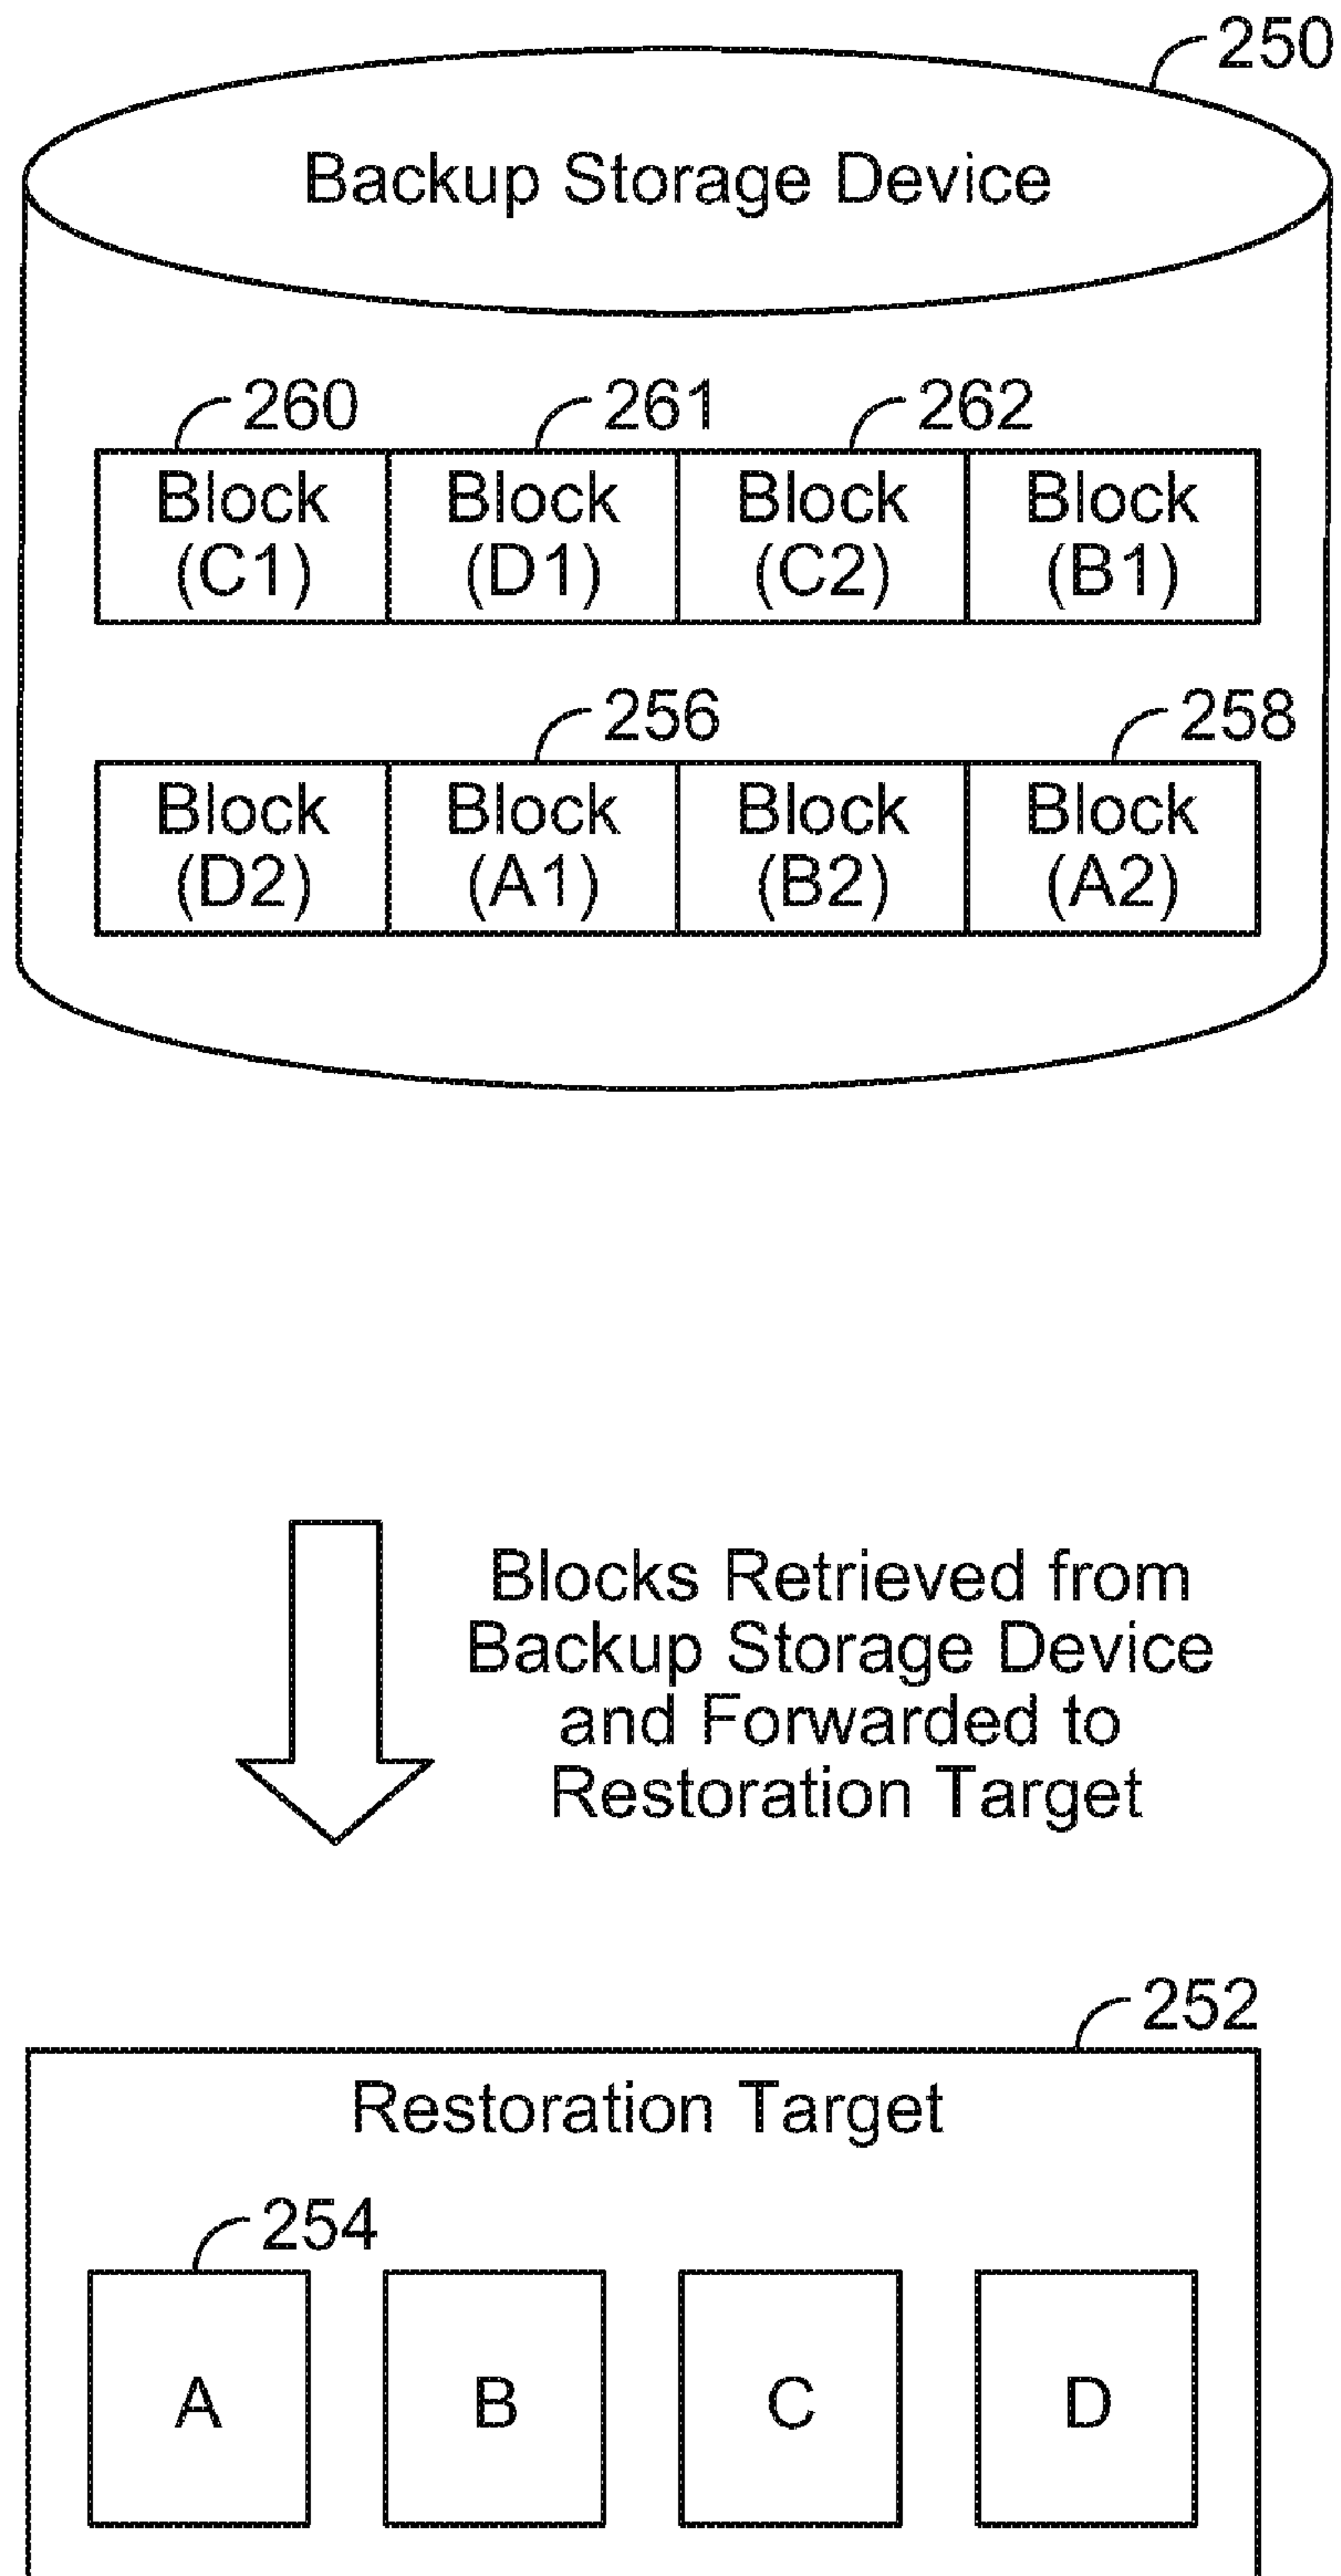 250
Backup Storage Device
260 261 262
Block Block Block Block
(C1) (D1) (C2) (B1)
256 258
Block Block Block Block
(D2) (A1) (B2) (A2)
Blocks Retrieved from
Backup Storage Device
and Forwarded to
Restoration Target
252
Restoration Target
254
A B C D